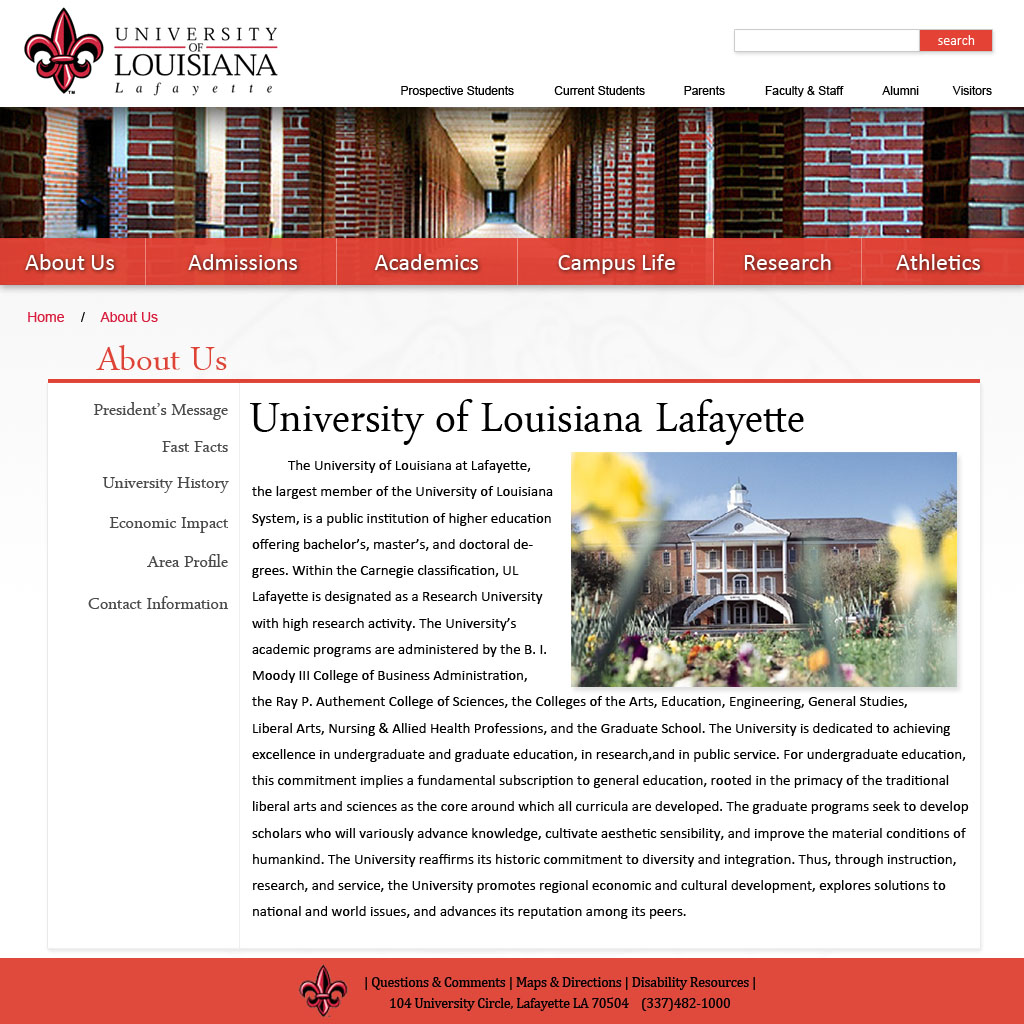 UNIVERSITY
OF
LOUISIANA
Lafayette
TM
search
Prospective Students Current Students Parents Faculty & Staff Alumni Visitors
About Us Admissions Academics Campus Life Research Athletics
Home / About Us
About Us
President's Message
Fast Facts
University History
Economic Impact
Area Profile
Contact Information
University of Louisiana Lafayette
The University of Louisiana at Lafayette,
the largest member of the University of Louisiana
System, is a public institution of higher education
offering bachelor's, master's, and doctoral de-
grees. Within the Carnegie classification, UL
Lafayette is designated as a Research University
with high research activity. The University's
academic programs are administered by the B. I.
Moody III College of Business Administration,
the Ray P. Authement College of Sciences, the Colleges of the Arts, Education, Engineering, General Studies,
Liberal Arts, Nursing & Allied Health Professions, and the Graduate School. The University is dedicated to achieving
excellence in undergraduate and graduate education, in research,and in public service. For undergraduate education,
this commitment implies a fundamental subscription to general education, rooted in the primacy of the traditional
liberal arts and sciences as the core around which all curricula are developed. The graduate programs seek to develop
scholars who will variously advance knowledge, cultivate aesthetic sensibility, and improve the material conditions of
humankind. The University reaffirms its historic commitment to diversity and integration. Thus, through instruction,
research, and service, the University promotes regional economic and cultural development, explores solutions to
national and world issues, and advances its reputation among its peers.
| Questions & Comments | Maps & Directions | Disability Resources |
104 University Circle, Lafayette LA 70504 (337)482-1000